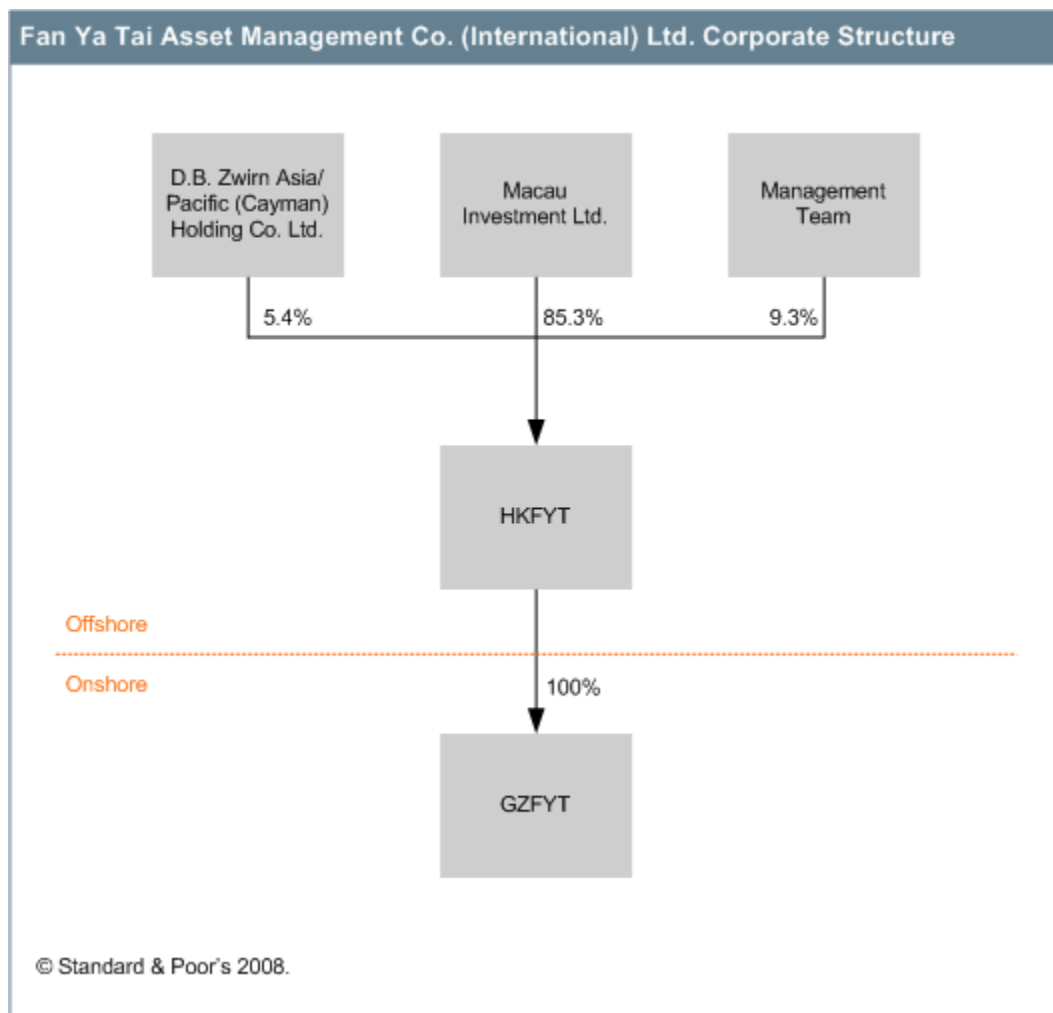 Fan Ya Tai Asset Management Co. (International) Ltd. Corporate Structure
D.B. Zwirn Asia/
Pacific (Cayman)
Holding Co. Ltd.
Macau
Investment Ltd.
Management
Team
5.4%
85.3%
9.3%
HKFYT
Offshore
Onshore
100%
GZFYT
© Standard & Poor's 2008.